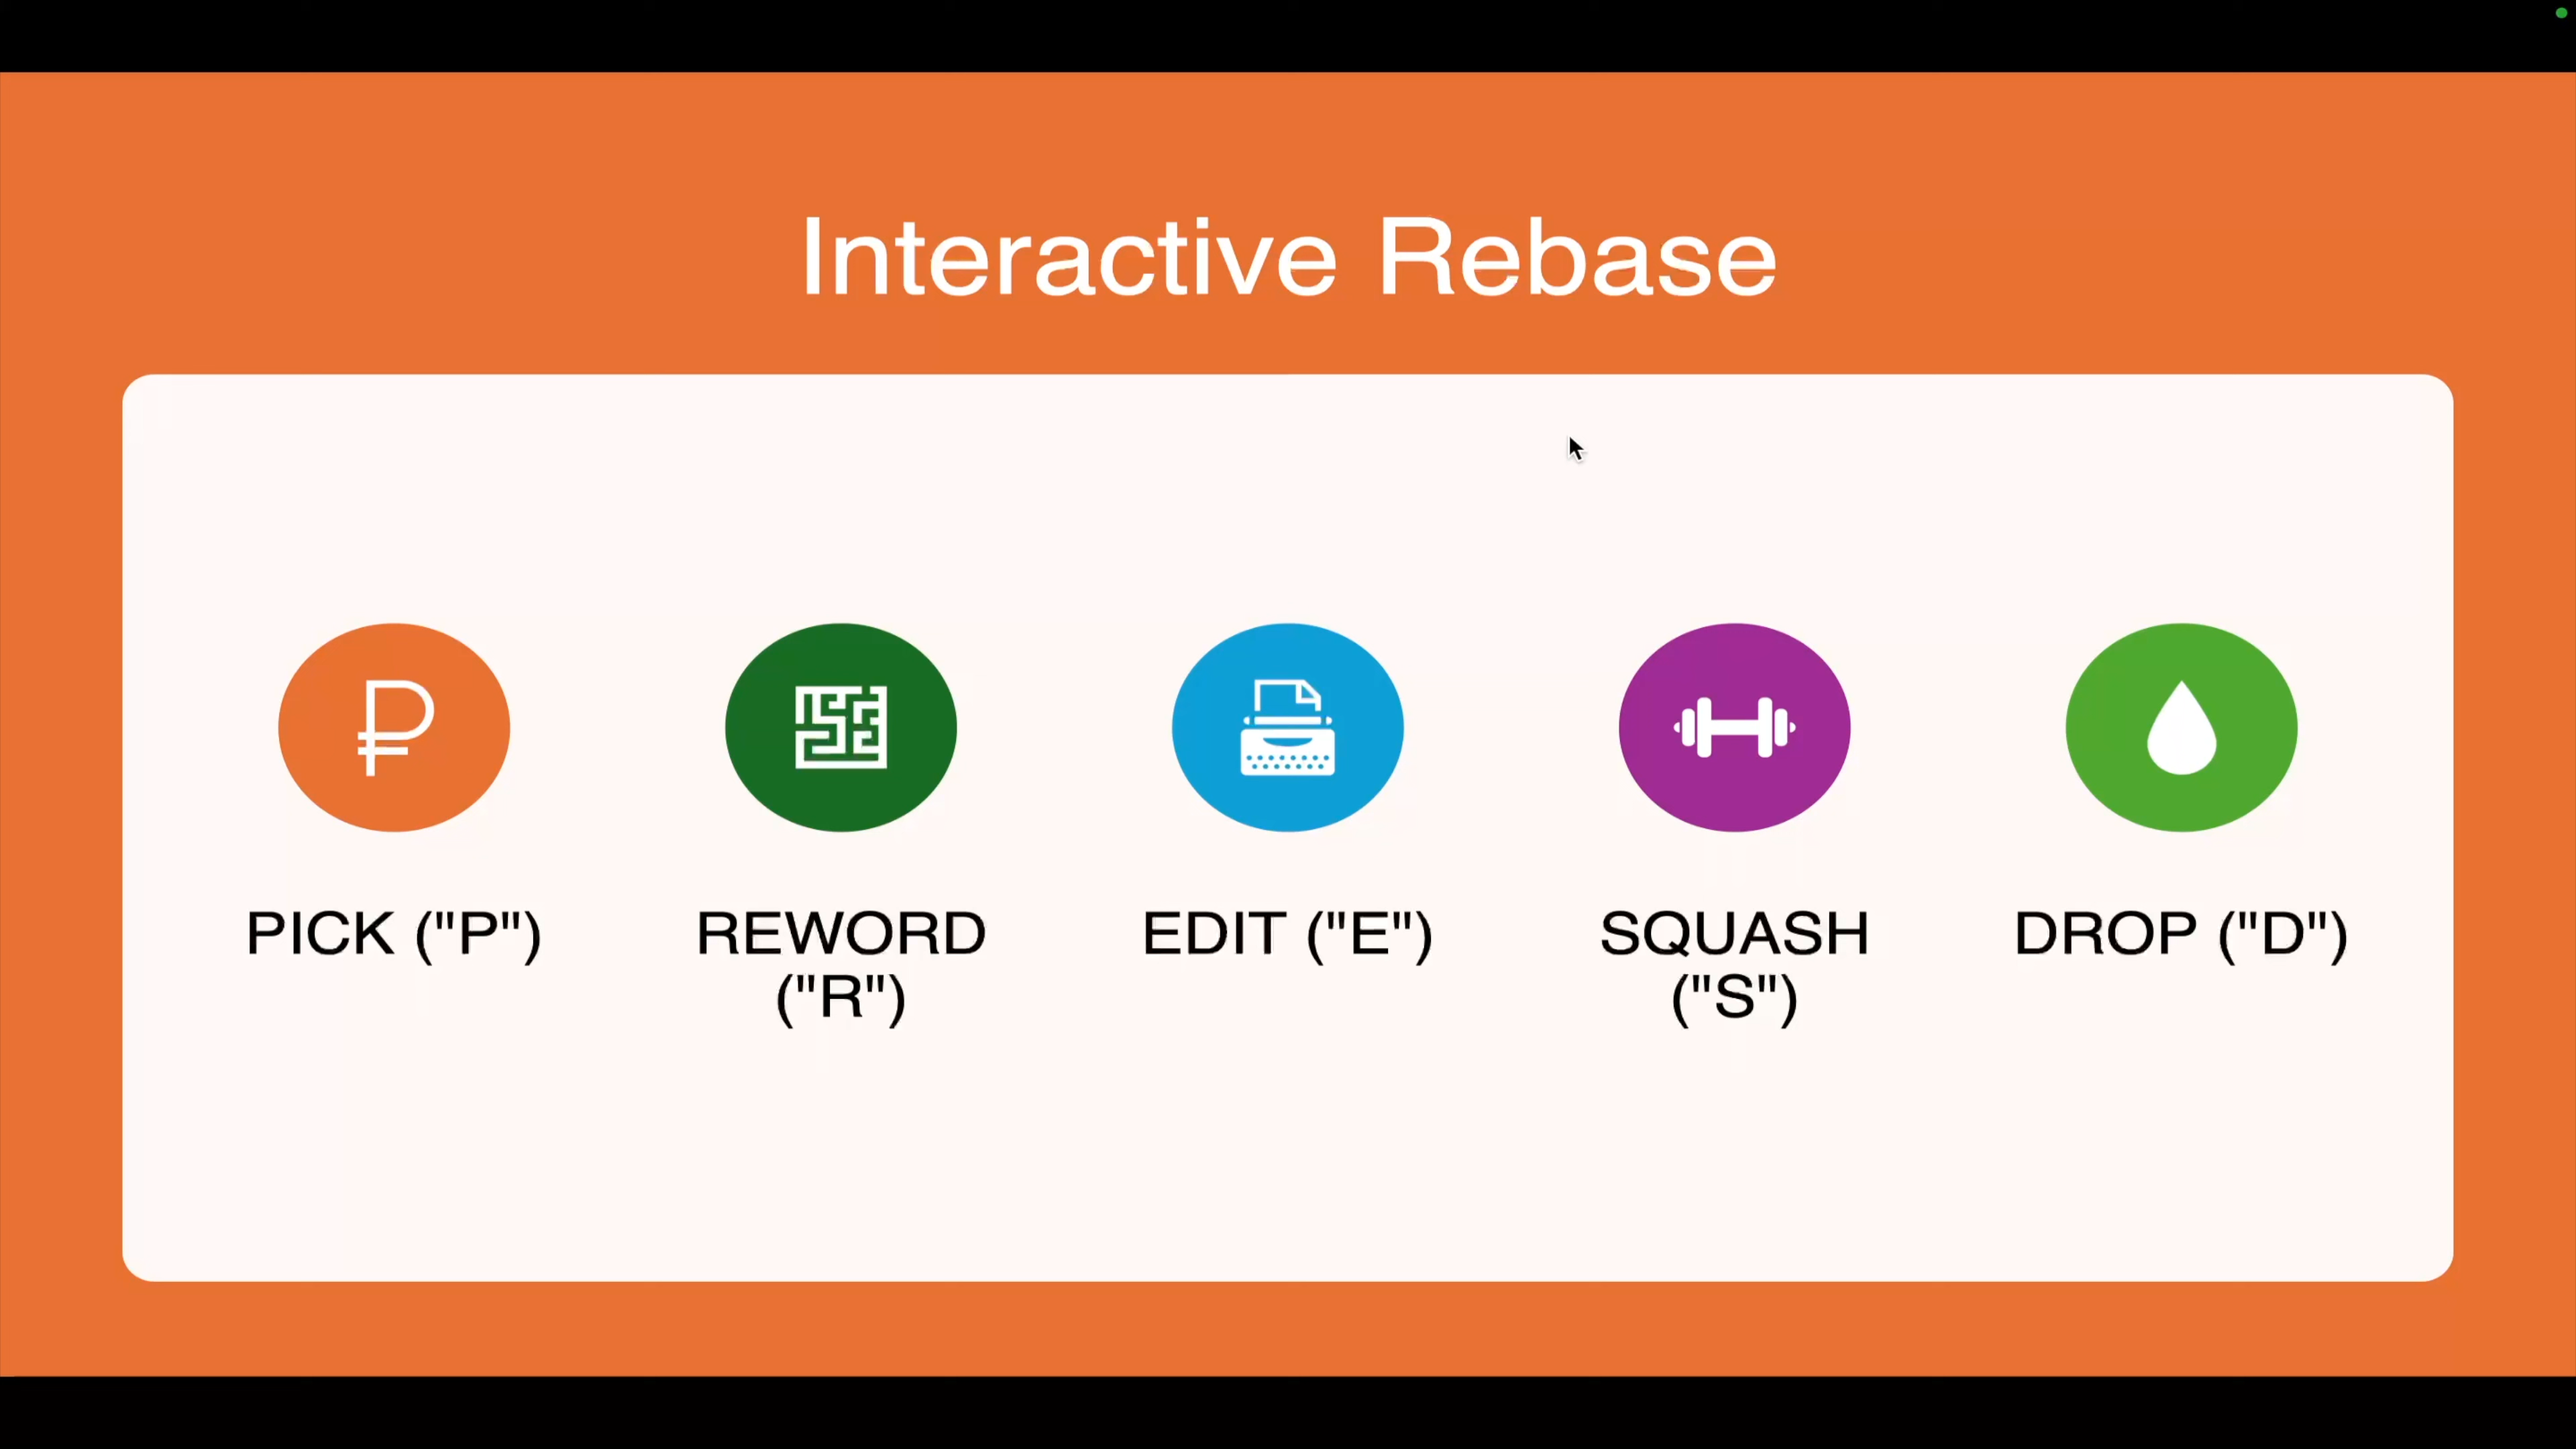 Interactive Rebase
PICK ("P")
REWORD
("R")
EDIT ("E")
SQUASH
("S")
DROP ("D")